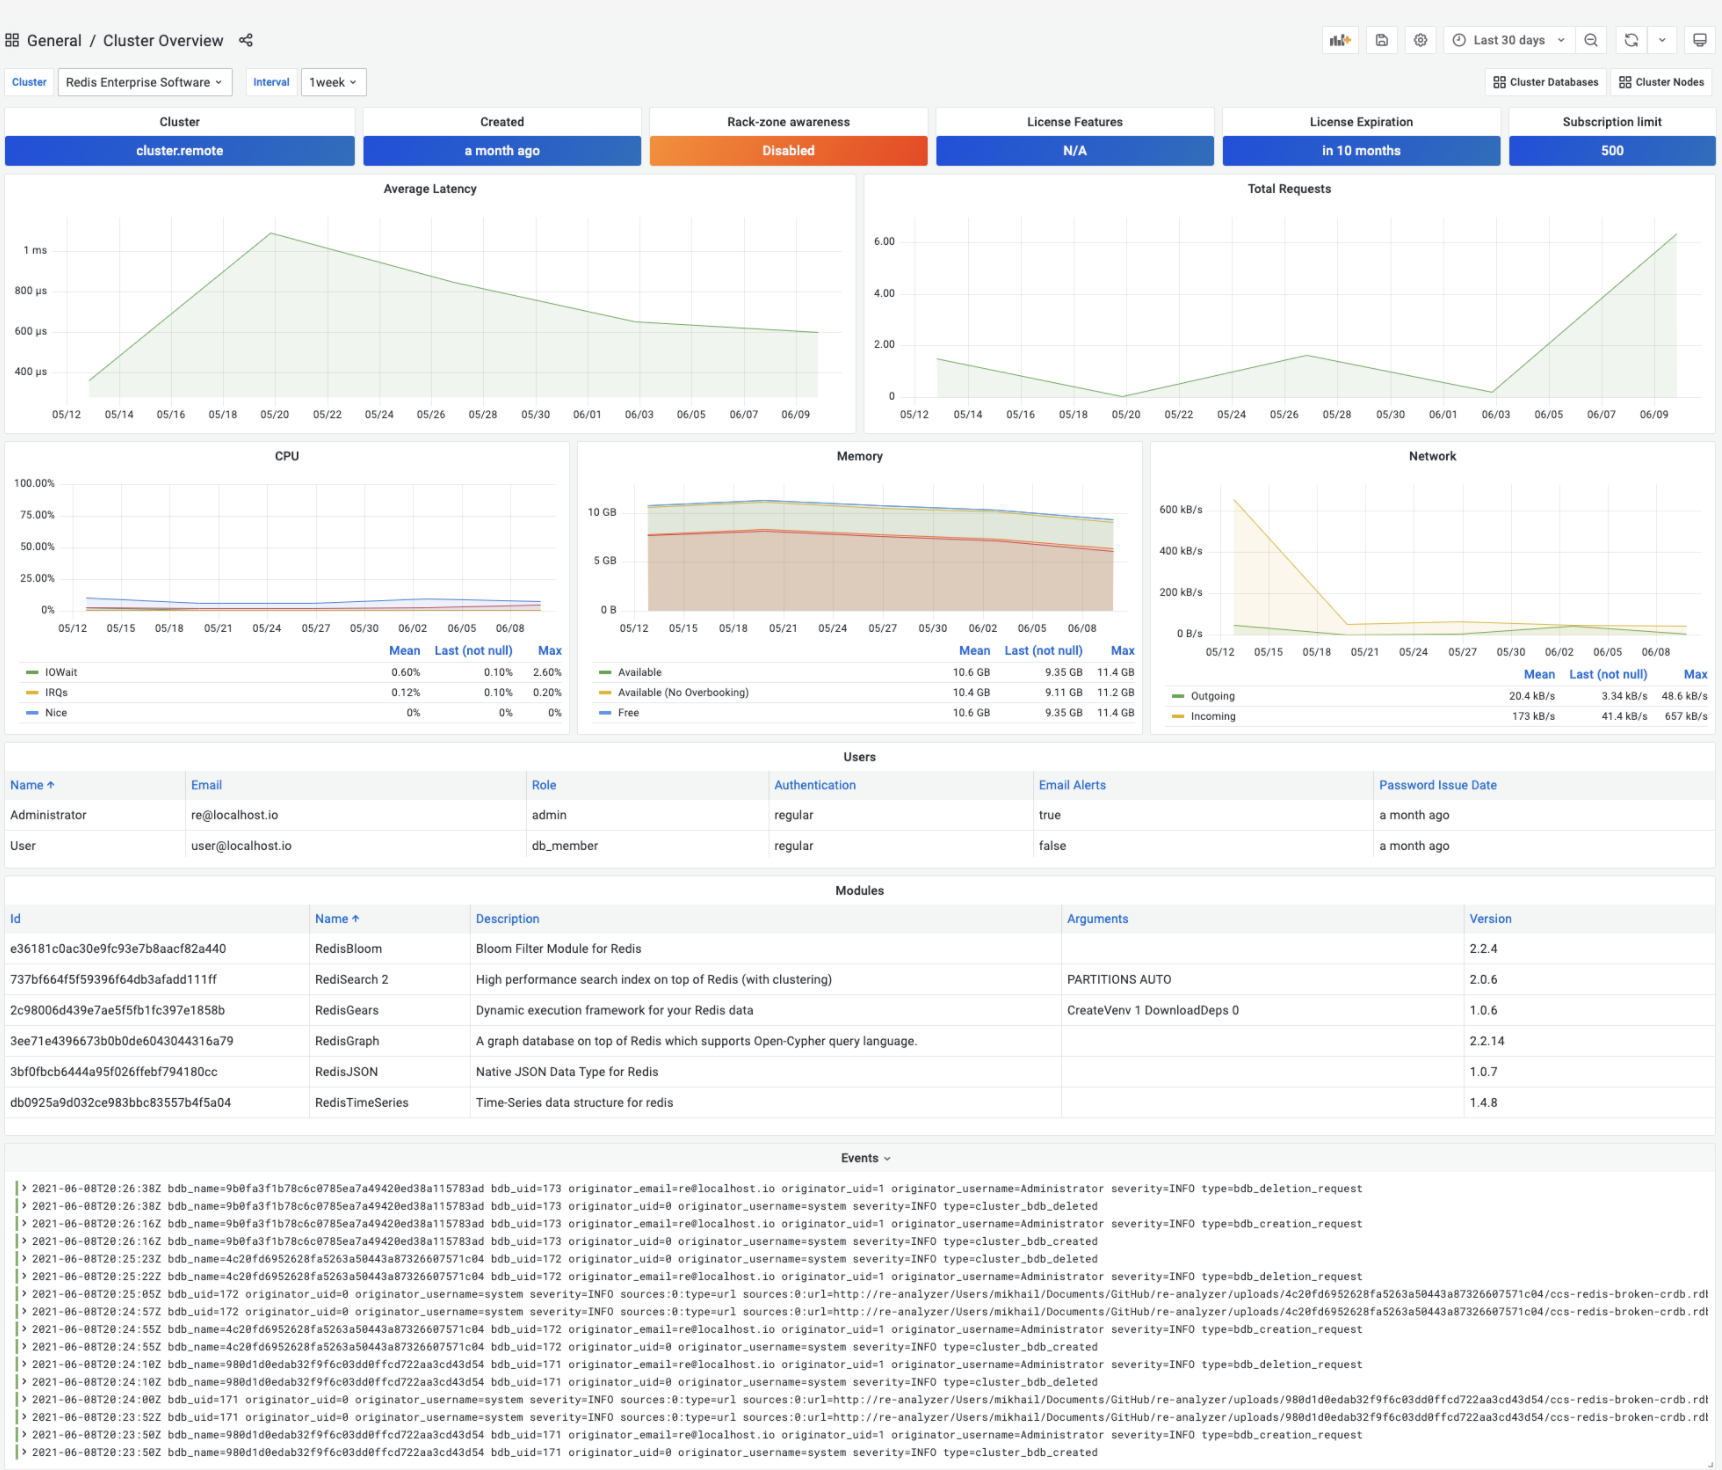 General / Cluster Overview
Last 30 days
Cluster Redis Enterprise Software Interval 1week Cluster Databases Cluster Nodes
Cluster Created Rack-zone awareness License Features License Expiration Subscription limit
cluster.remote a month ago Disabled N/A in 10 months 500
Average Latency
1 ms
800 µs
600 µs
400 µs
05/12 05/14 05/16 05/18 05/20 05/22 05/24 05/26 05/28 05/30 06/01 06/03 06/05 06/07 06/09
Total Requests
6.00
4.00
2.00
0
05/12 05/14 05/16 05/18 05/20 05/22 05/24 05/26 05/28 05/30 06/01 06/03 06/05 06/07 06/09
CPU
100.00%
75.00%
50.00%
25.00%
0%
05/12 05/15 05/18 05/21 05/24 05/27 05/30 06/02 06/05 06/08
Mean Last (not null) Max
IOWait 0.60% 0.10% 2.60%
IRQs 0.12% 0.10% 0.20%
Nice 0% 0% 0%
Memory
10 GB
5 GB
0 B
05/12 05/15 05/18 05/21 05/24 05/27 05/30 06/02 06/05 06/08
Mean Last (not null) Max
Available 10.6 GB 9.35 GB 11.4 GB
Available (No Overbooking) 10.4 GB 9.11 GB 11.2 GB
Free 10.6 GB 9.35 GB 11.4 GB
Network
600 kB/s
400 kB/s
200 kB/s
0 B/s
05/12 05/15 05/18 05/21 05/24 05/27 05/30 06/02 06/05 06/08
Mean Last (not null) Max
Outgoing 20.4 kB/s 3.34 kB/s 48.6 kB/s
Incoming 173 kB/s 41.4 kB/s 657 kB/s
Users
Name Email Role Authentication Email Alerts Password Issue Date
Administrator re@localhost.io admin regular true a month ago
User user@localhost.io db_member regular false a month ago
Modules
Id Name Description Arguments Version
e36181c0ac30e9fc93e7b8aacf82a440 RedisBloom Bloom Filter Module for Redis 2.2.4
737bf664f5f59396f64db3afadd111ff RediSearch 2 High performance search index on top of Redis (with clustering) PARTITIONS AUTO 2.0.6
2c98006d439e7ae5f5fb1fc397e1858b RedisGears Dynamic execution framework for your Redis data CreateVenv 1 DownloadDeps 0 1.0.6
3ee71e4396673b0b0de6043044316a79 RedisGraph A graph database on top of Redis which supports Open-Cypher query language. 2.2.14
3bf0fbcb6444a95f026ffebf794180cc RedisJSON Native JSON Data Type for Redis 1.0.7
db0925a9d032ce983bbc83557b4f5a04 RedisTimeSeries Time-Series data structure for redis 1.4.8
Events
2021-06-08T20:26:38Z bdb_name=9b0fa3f1b78c6c0785ea7a49420ed38a115783ad bdb_uid=173 originator_email=re@localhost.io originator_uid=1 originator_username=Administrator severity=INFO type=bdb_deletion_request
2021-06-08T20:26:38Z bdb_name=9b0fa3f1b78c6c0785ea7a49420ed38a115783ad bdb_uid=173 originator_uid=0 originator_username=system severity=INFO type=cluster_bdb_deleted
2021-06-08T20:26:16Z bdb_name=9b0fa3f1b78c6c0785ea7a49420ed38a115783ad bdb_uid=173 originator_email=re@localhost.io originator_uid=1 originator_username=Administrator severity=INFO type=bdb_creation_request
2021-06-08T20:26:16Z bdb_name=9b0fa3f1b78c6c0785ea7a49420ed38a115783ad bdb_uid=173 originator_uid=0 originator_username=system severity=INFO type=cluster_bdb_created
2021-06-08T20:25:23Z bdb_name=4c20fd6952628fa5263a50443a87326607571c04 bdb_uid=172 originator_uid=0 originator_username=system severity=INFO type=cluster_bdb_deleted
2021-06-08T20:25:22Z bdb_name=4c20fd6952628fa5263a50443a87326607571c04 bdb_uid=172 originator_email=re@localhost.io originator_uid=1 originator_username=Administrator severity=INFO type=bdb_deletion_request
2021-06-08T20:25:05Z bdb_uid=172 originator_uid=0 originator_username=system severity=INFO sources:0:type=url sources:0:url=http://re-analyzer/Users/mikhail/Documents/GitHub/re-analyzer/uploads/4c20fd6952628fa5263a50443a87326607571c04/ccs-redis-broken-crdb.rdb
2021-06-08T20:24:57Z bdb_uid=172 originator_uid=0 originator_username=system severity=INFO sources:0:type=url sources:0:url=http://re-analyzer/Users/mikhail/Documents/GitHub/re-analyzer/uploads/4c20fd6952628fa5263a50443a87326607571c04/ccs-redis-broken-crdb.rdb
2021-06-08T20:24:55Z bdb_name=4c20fd6952628fa5263a50443a87326607571c04 bdb_uid=172 originator_email=re@localhost.io originator_uid=1 originator_username=Administrator severity=INFO type=bdb_creation_request
2021-06-08T20:24:55Z bdb_name=4c20fd6952628fa5263a50443a87326607571c04 bdb_uid=172 originator_uid=0 originator_username=system severity=INFO type=cluster_bdb_created
2021-06-08T20:24:10Z bdb_name=980d1d0edab32f9f6c03dd0ffcd722aa3cd43d54 bdb_uid=171 originator_email=re@localhost.io originator_uid=1 originator_username=Administrator severity=INFO type=bdb_deletion_request
2021-06-08T20:24:10Z bdb_name=980d1d0edab32f9f6c03dd0ffcd722aa3cd43d54 bdb_uid=171 originator_uid=0 originator_username=system severity=INFO type=cluster_bdb_deleted
2021-06-08T20:24:00Z bdb_uid=171 originator_uid=0 originator_username=system severity=INFO sources:0:type=url sources:0:url=http://re-analyzer/Users/mikhail/Documents/GitHub/re-analyzer/uploads/980d1d0edab32f9f6c03dd0ffcd722aa3cd43d54/ccs-redis-broken-crdb.rdb
2021-06-08T20:23:52Z bdb_uid=171 originator_uid=0 originator_username=system severity=INFO sources:0:type=url sources:0:url=http://re-analyzer/Users/mikhail/Documents/GitHub/re-analyzer/uploads/980d1d0edab32f9f6c03dd0ffcd722aa3cd43d54/ccs-redis-broken-crdb.rdb
2021-06-08T20:23:50Z bdb_name=980d1d0edab32f9f6c03dd0ffcd722aa3cd43d54 bdb_uid=171 originator_email=re@localhost.io originator_uid=1 originator_username=Administrator severity=INFO type=bdb_creation_request
2021-06-08T20:23:50Z bdb_name=980d1d0edab32f9f6c03dd0ffcd722aa3cd43d54 bdb_uid=171 originator_uid=0 originator_username=system severity=INFO type=cluster_bdb_created